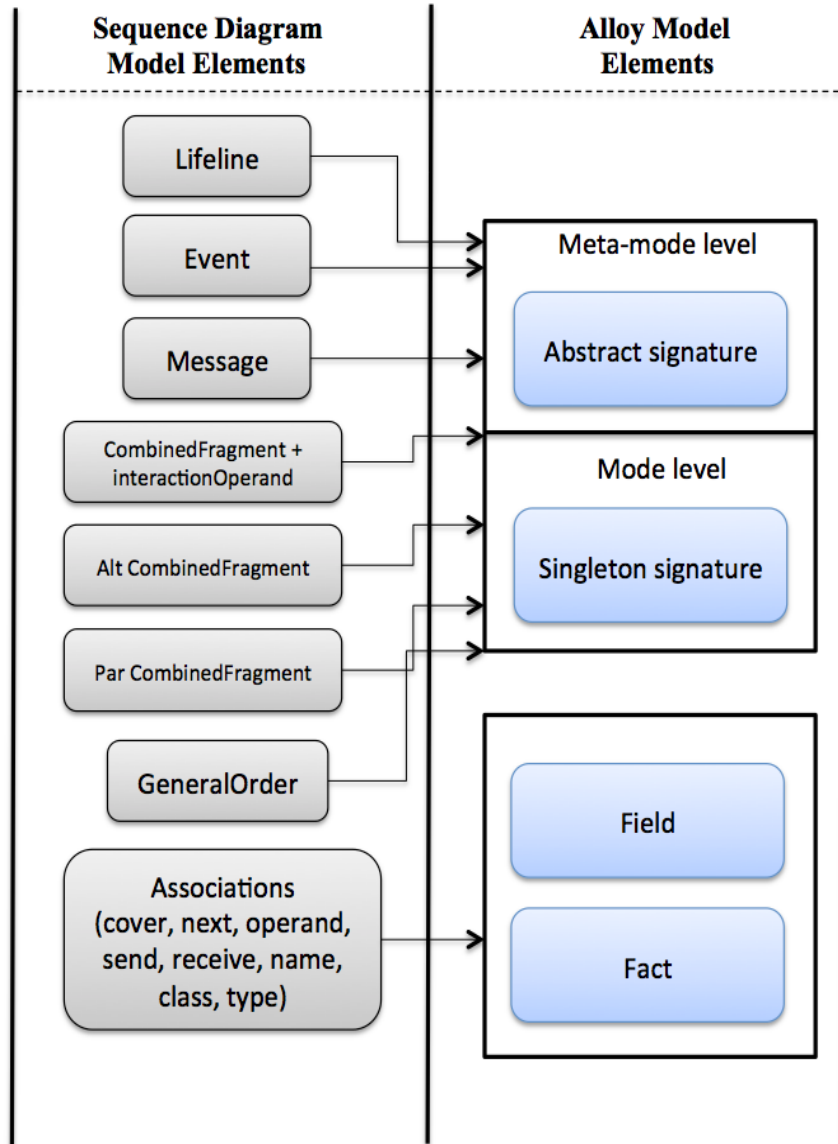 Sequence Diagram
Model Elements
Alloy Model
Elements
Lifeline
Event
Message
CombinedFragment +
interactionOperand
Alt CombinedFragment
Par CombinedFragment
GeneralOrder
Associations
(cover, next, operand,
send, receive, name,
class, type)
Meta-mode level
Abstract signature
Mode level
Singleton signature
Field
Fact